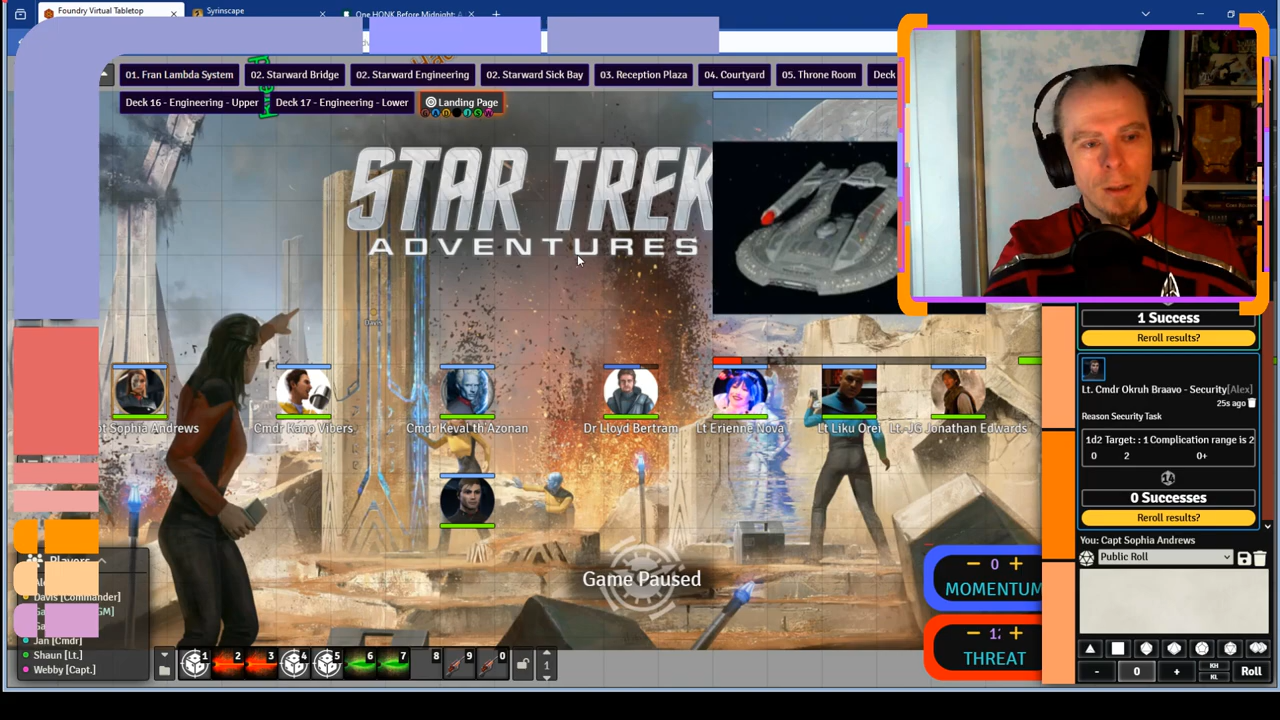 Foundry Virtual Tabletop
Syrinscape
One HONK Before Midnight:
01. Fran Lambda System
02. Starward Bridge
02. Starward Engineering
02. Starward Sick Bay
03. Reception Plaza
04. Courtyard
05. Throne Room
Deck
Deck 16 - Engineering - Upper
Deck 17 - Engineering - Lower
Landing Page
STAR TREK
ADVENTURES
Davis
1 Success
Reroll results?
Lt. Cmdr Okruh Braavo - Security[Alex]
25s ago
Reason Security Task
1d2 Target: : 1 Complication range is 2
0 2 0+
0 Successes
Reroll results?
pt Sophia Andrews
Cmdr Kano Vibers
Cmdr Keval th'Azonan
Dr Lloyd Bertram
Lt Erienne Nova
Lt Liku Orei
Lt.-JG Jonathan Edwards
You: Capt Sophia Andrews
Public Roll
Players
Davis [Commander]
Jan [Cmdr]
Shaun [Lt.]
Webby [Capt.]
Game Paused
− 0 +
MOMENTUM
THREAT
1 2 3 4 5 6 7 8 9 0
1
- 0 + KH KL Roll